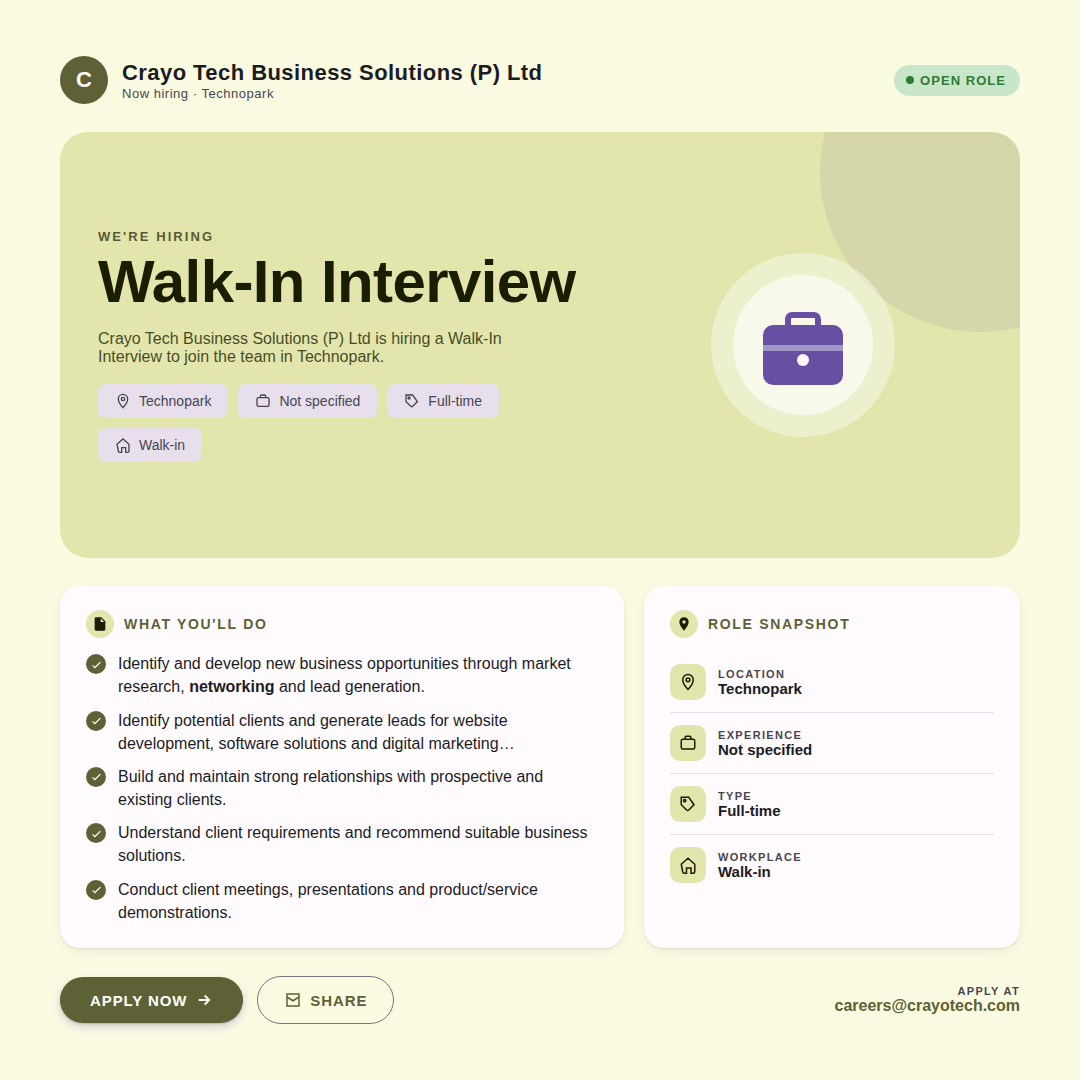 C
Crayo Tech Business Solutions (P) Ltd
Now hiring · Technopark
OPEN ROLE
WE'RE HIRING
Walk-In Interview
Crayo Tech Business Solutions (P) Ltd is hiring a Walk-In
Interview to join the team in Technopark.
Technopark
Not specified
Full-time
Walk-in
WHAT YOU'LL DO
Identify and develop new business opportunities through market
research, networking and lead generation.
Identify potential clients and generate leads for website
development, software solutions and digital marketing…
Build and maintain strong relationships with prospective and
existing clients.
Understand client requirements and recommend suitable business
solutions.
Conduct client meetings, presentations and product/service
demonstrations.
ROLE SNAPSHOT
LOCATION
Technopark
EXPERIENCE
Not specified
TYPE
Full-time
WORKPLACE
Walk-in
APPLY NOW
SHARE
APPLY AT
careers@crayotech.com